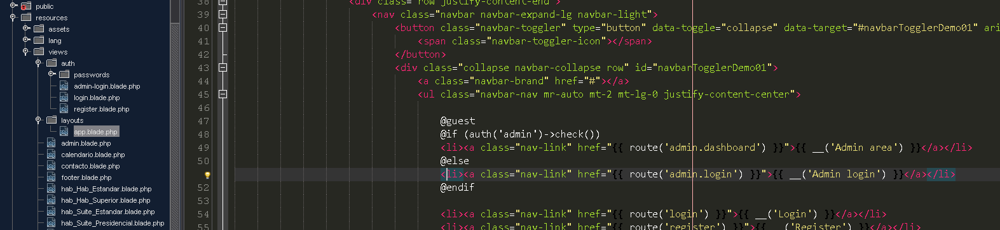 public
resources
assets
lang
views
auth
passwords
admin-login.blade.php
login.blade.php
register.blade.php
layouts
app.blade.php
admin.blade.php
calendario.blade.php
contacto.blade.php
footer.blade.php
hab_Hab_Estandar.blade.php
hab_Hab_Superior.blade.php
hab_Suite_Estandar.blade.php
hab_Suite_Presidencial.blade.php
38 <div class="row justify-content-end">
39 <nav class="navbar navbar-expand-lg navbar-light">
40 <button class="navbar-toggler" type="button" data-toggle="collapse" data-target="#navbarTogglerDemo01" ari
41 <span class="navbar-toggler-icon"></span>
42 </button>
43 <div class="collapse navbar-collapse row" id="navbarTogglerDemo01">
44 <a class="navbar-brand" href="#"></a>
45 <ul class="navbar-nav mr-auto mt-2 mt-lg-0 justify-content-center">
46
47 @guest
48 @if (auth('admin')->check())
49 <li><a class="nav-link" href="{{ route('admin.dashboard') }}">{{ __('Admin area') }}</a></li>
50 @else
<li><a class="nav-link" href="{{ route('admin.login') }}">{{ __('Admin login') }}</a></li>
52 @endif
53
54 <li><a class="nav-link" href="{{ route('login') }}">{{ __('Login') }}</a></li>
55 <li><a class="nav-link" href="{{ route('register') }}">{{ __('Register') }}</a></li>